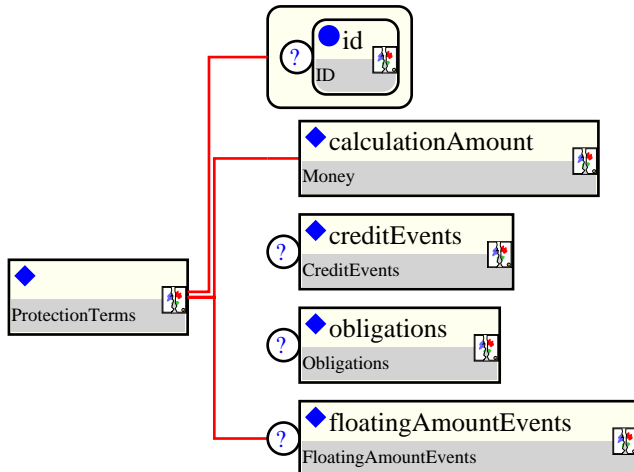 ?
id
ID
calculationAmount
Money
?
creditEvents
CreditEvents
ProtectionTerms
?
obligations
Obligations
?
floatingAmountEvents
FloatingAmountEvents